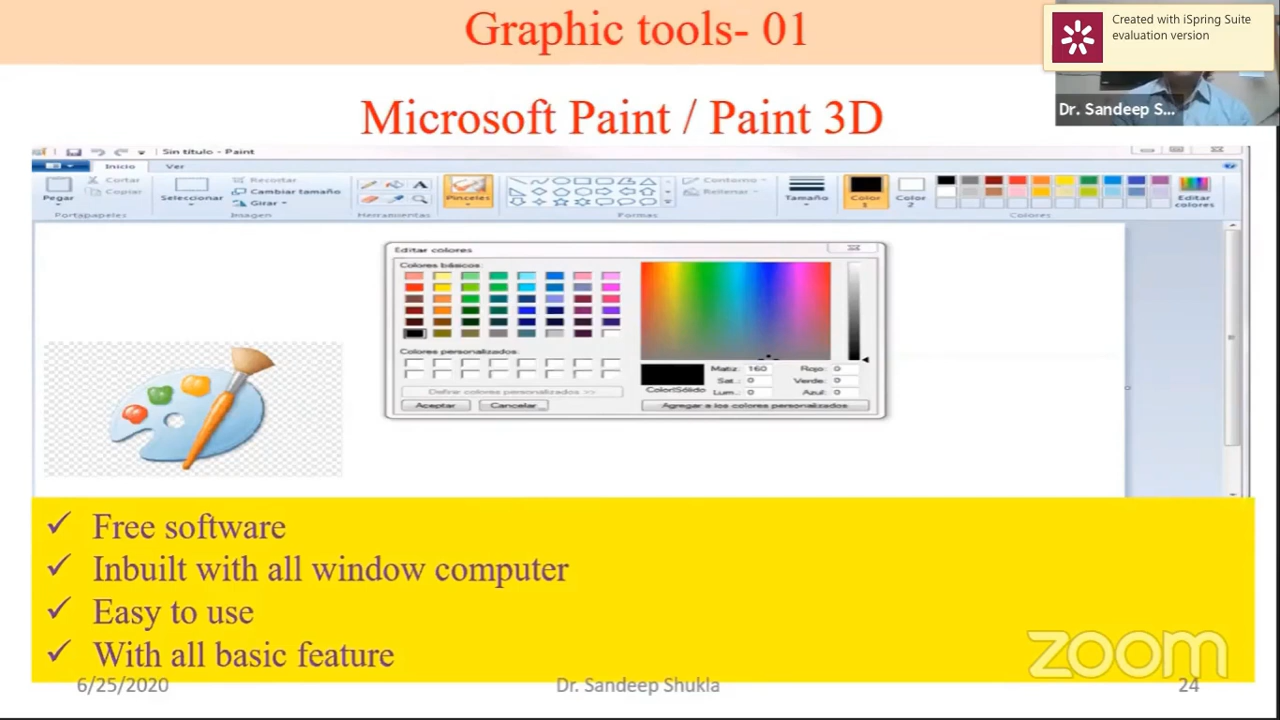 Graphic tools- 01
Created with iSpring Suite
evaluation version
Dr. Sandeep S...
Microsoft Paint / Paint 3D
Sin título - Paint
Inicio Ver
Pegar
Cortar
Copiar
Portapapeles
Seleccionar
Recortar
Cambiar tamaño
Girar
Imagen
A
Herramientas
Pinceles
Contorno
Rellenar
Formas
Tamaño
Color
1
Color
2
Editar
colores
Colores
Editar colores
Colores básicos:
Colores personalizados:
Definir colores personalizados >>
Aceptar Cancelar
Color|Sólido
Matiz: 160 Rojo: 0
Sat.: 0 Verde: 0
Lum.: 0 Azul: 0
Agregar a los colores personalizados
✓ Free software
✓ Inbuilt with all window computer
✓ Easy to use
✓ With all basic feature
zoom
6/25/2020 Dr. Sandeep Shukla 24